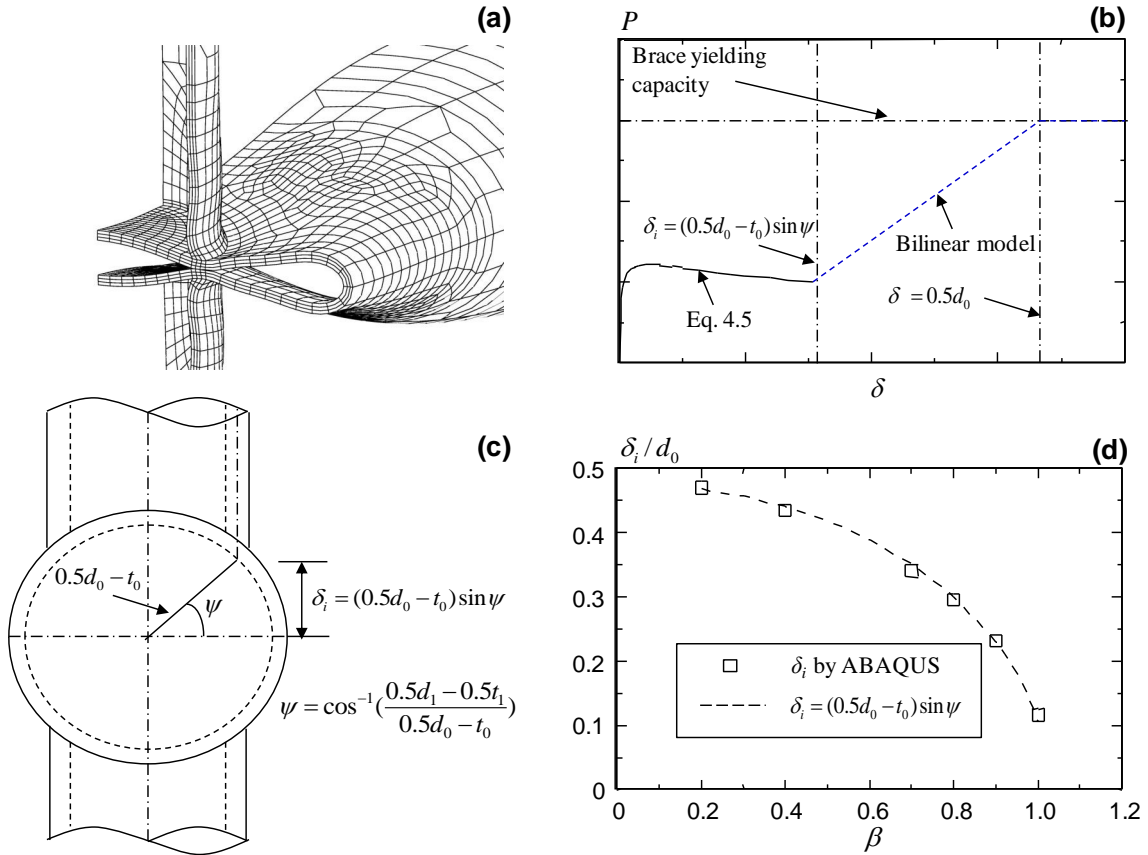 (a)
P
(b)
Brace yielding
capacity
δᵢ = (0.5d₀ − t₀) sin ψ
Bilinear model
Eq. 4.5
δ = 0.5d₀
δ
(c)
0.5d₀ − t₀
ψ
δᵢ = (0.5d₀ − t₀) sin ψ
ψ = cos⁻¹((0.5d₁ − 0.5t₁)/(0.5d₀ − t₀))
δᵢ / d₀
(d)
0.5
0.4
0.3
0.2
0.1
0
δᵢ by ABAQUS
δᵢ = (0.5d₀ − t₀) sin ψ
0 0.2 0.4 0.6 0.8 1.0 1.2
β